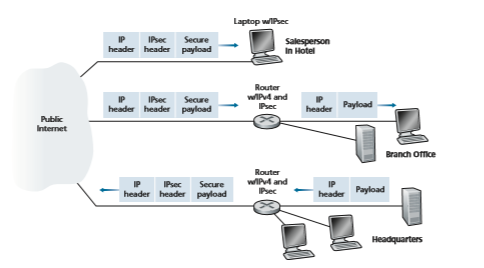 Laptop w/IPsec
IP header
IPsec header
Secure payload
Salesperson
in Hotel
Router
w/IPv4 and
IPsec
IP header
IPsec header
Secure payload
IP header
Payload
Public
Internet
Branch Office
Router
w/IPv4 and
IPsec
IP header
IPsec header
Secure payload
IP header
Payload
Headquarters